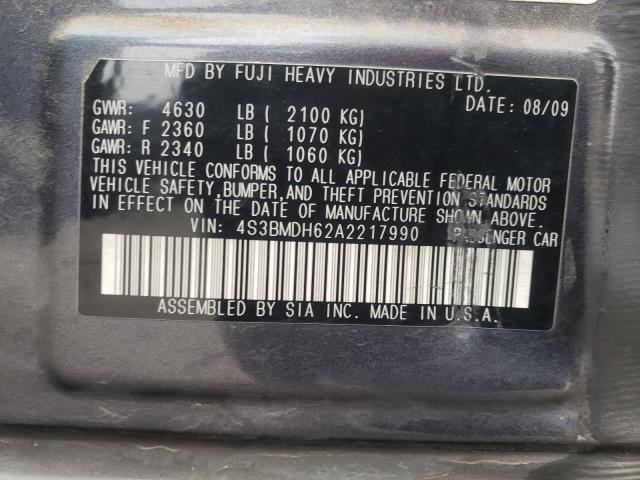 MFD BY FUJI HEAVY INDUSTRIES LTD.
DATE: 08/09
GVWR: 4630 LB ( 2100 KG)
GAWR: F 2360 LB ( 1070 KG)
GAWR: R 2340 LB ( 1060 KG)
THIS VEHICLE CONFORMS TO ALL APPLICABLE FEDERAL MOTOR
VEHICLE SAFETY,BUMPER,AND THEFT PREVENTION STANDARDS
IN EFFECT ON THE DATE OF MANUFACTURE SHOWN ABOVE.
VIN: 4S3BMDH62A2217990 PASSENGER CAR
ASSEMBLED BY SIA INC. MADE IN U.S.A.